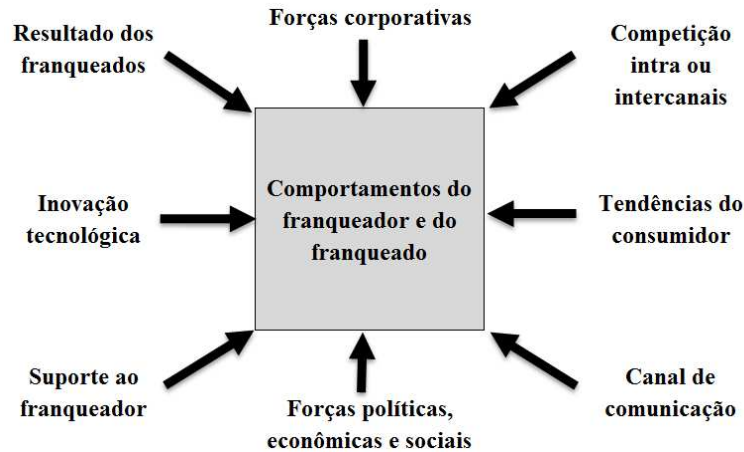 Forças corporativas
Resultado dos
franqueados
Competição
intra ou
intercanais
Inovação
tecnológica
Comportamentos do
franqueador e do
franqueado
Tendências do
consumidor
Suporte ao
franqueador
Forças políticas,
econômicas e sociais
Canal de
comunicação